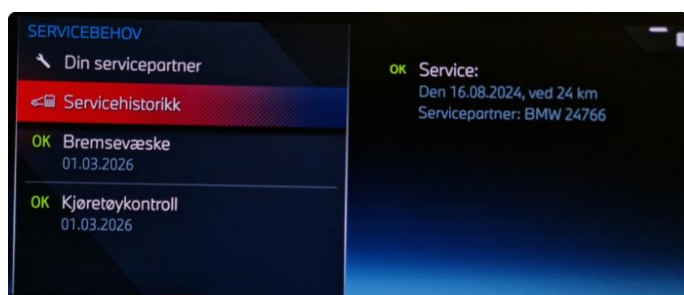 SERVICEBEHOV
Din servicepartner
Servicehistorikk
OK Bremsevæske
01.03.2026
OK Kjøretøykontroll
01.03.2026
OK Service:
Den 16.08.2024, ved 24 km
Servicepartner: BMW 24766